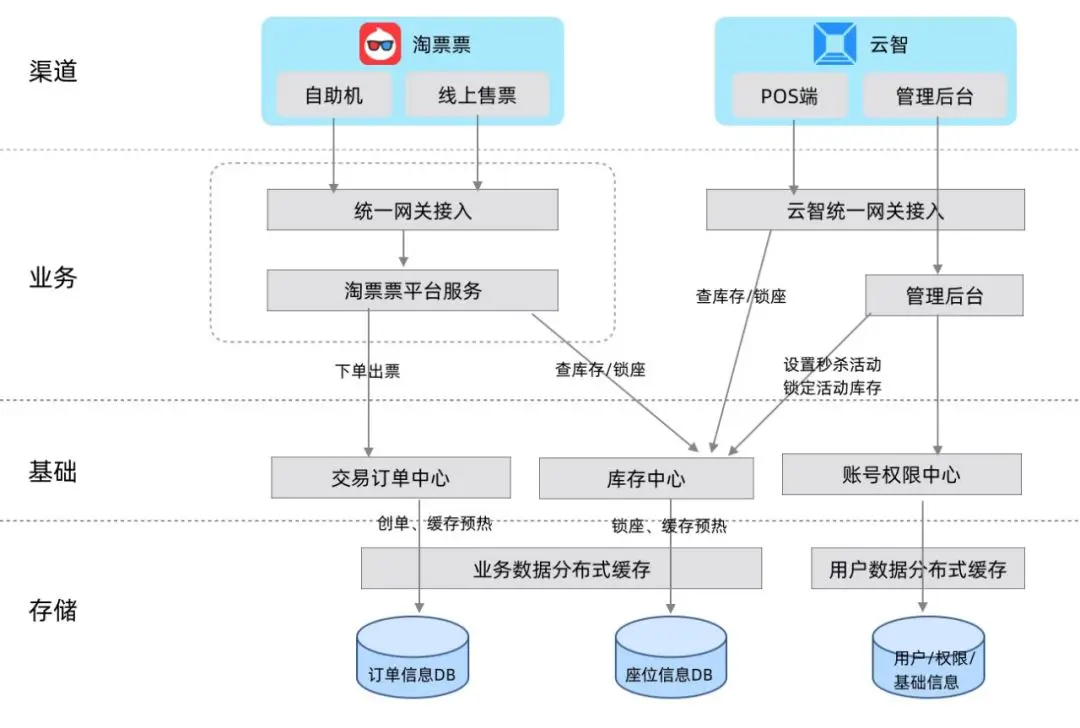 渠道
淘票票
自助机
线上售票
云智
POS端
管理后台
业务
统一网关接入
淘票票平台服务
云智统一网关接入
管理后台
下单出票
查库存/锁座
查库存/锁座
设置秒杀活动
锁定活动库存
基础
交易订单中心
库存中心
账号权限中心
创单、缓存预热
锁座、缓存预热
存储
业务数据分布式缓存
用户数据分布式缓存
订单信息DB
座位信息DB
用户/权限/
基础信息